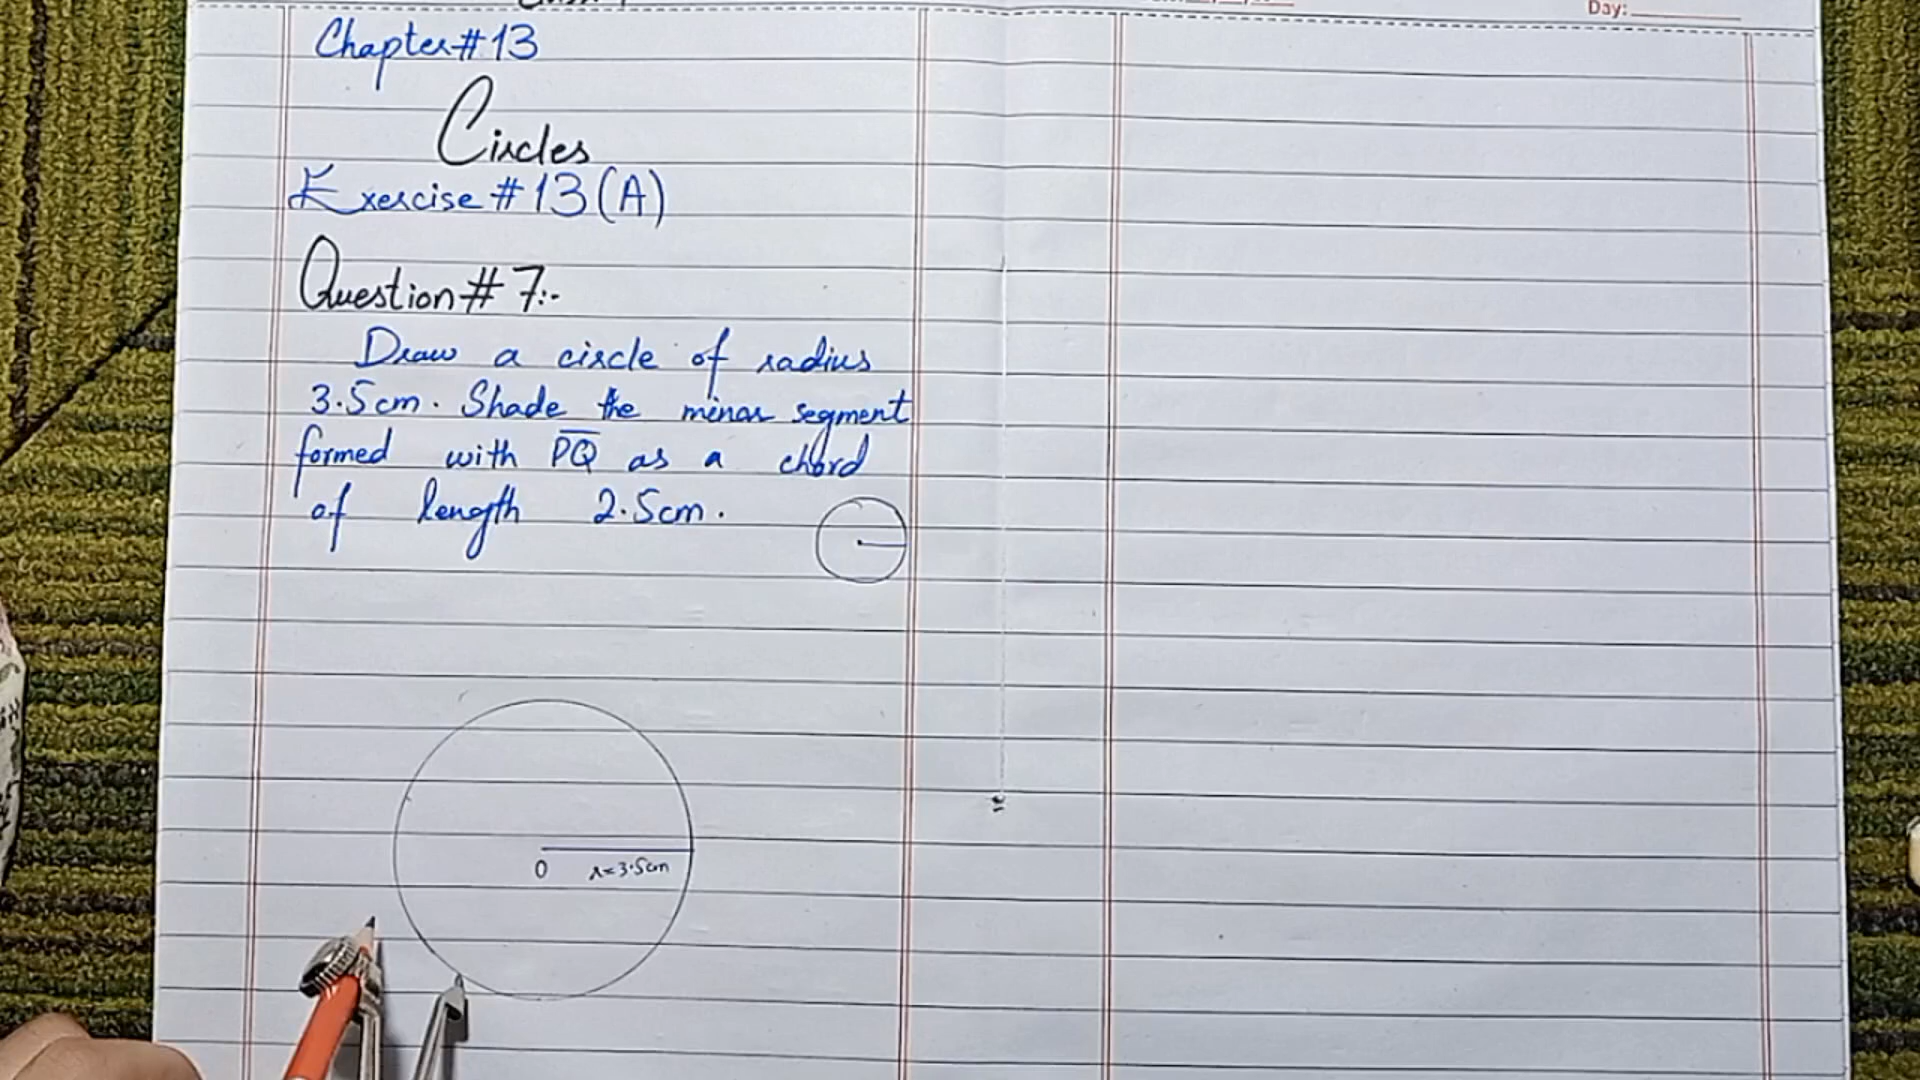 Day:
Chapter#13
Circles
Exercise #13(A)
Question# 7:-
Draw a circle of radius
3.5cm. Shade the minor segment
formed with PQ as a chord
of length 2.5cm.
O r=3.5cm